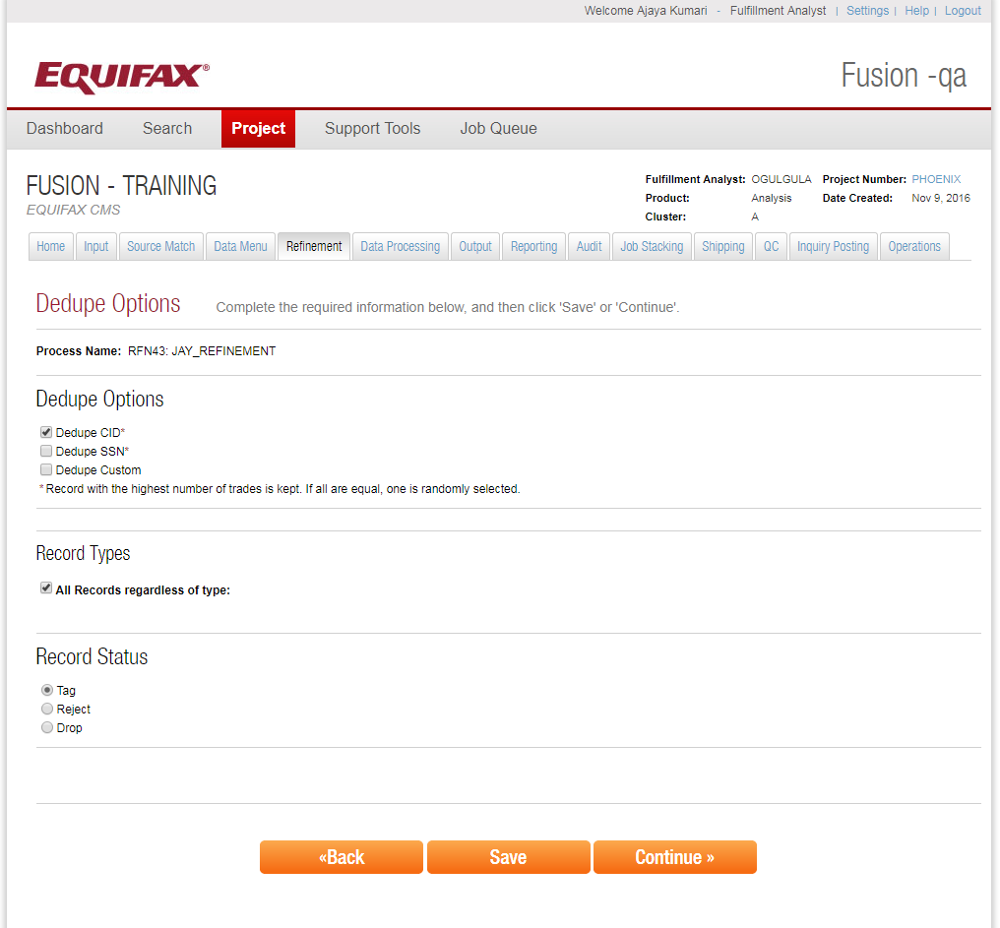 Welcome Ajaya Kumari - Fulfillment Analyst | Settings | Help | Logout
EQUIFAX® Fusion -qa
Dashboard Search Project Support Tools Job Queue
FUSION - TRAINING
EQUIFAX CMS
Fulfillment Analyst: OGULGULA Project Number: PHOENIX
Product: Analysis Date Created: Nov 9, 2016
Cluster: A
Home Input Source Match Data Menu Refinement Data Processing Output Reporting Audit Job Stacking Shipping QC Inquiry Posting Operations
Dedupe Options Complete the required information below, and then click 'Save' or 'Continue'.
Process Name: RFN43: JAY_REFINEMENT
Dedupe Options
Dedupe CID*
Dedupe SSN*
Dedupe Custom
*Record with the highest number of trades is kept. If all are equal, one is randomly selected.
Record Types
All Records regardless of type:
Record Status
Tag
Reject
Drop
«Back Save Continue »